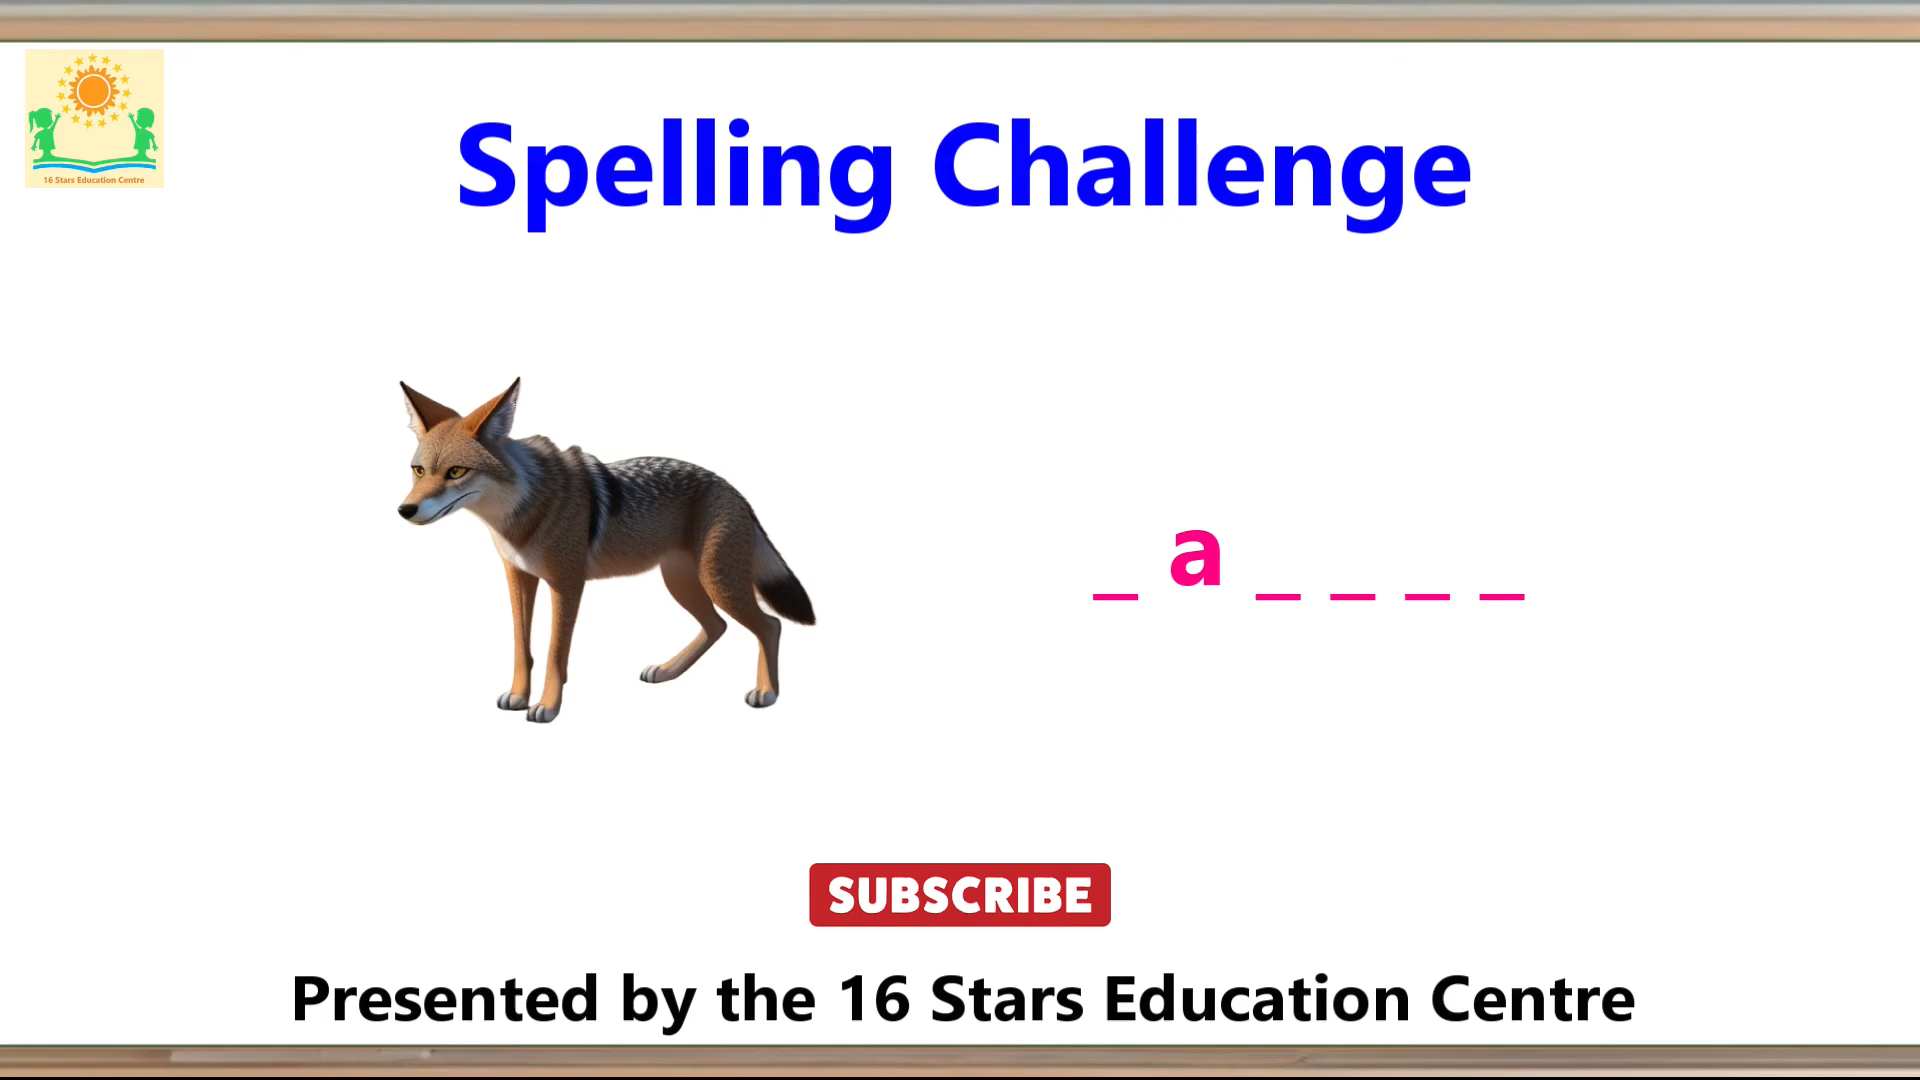 16 Stars Education Centre
Spelling Challenge
_ a _ _ _ _
SUBSCRIBE
Presented by the 16 Stars Education Centre